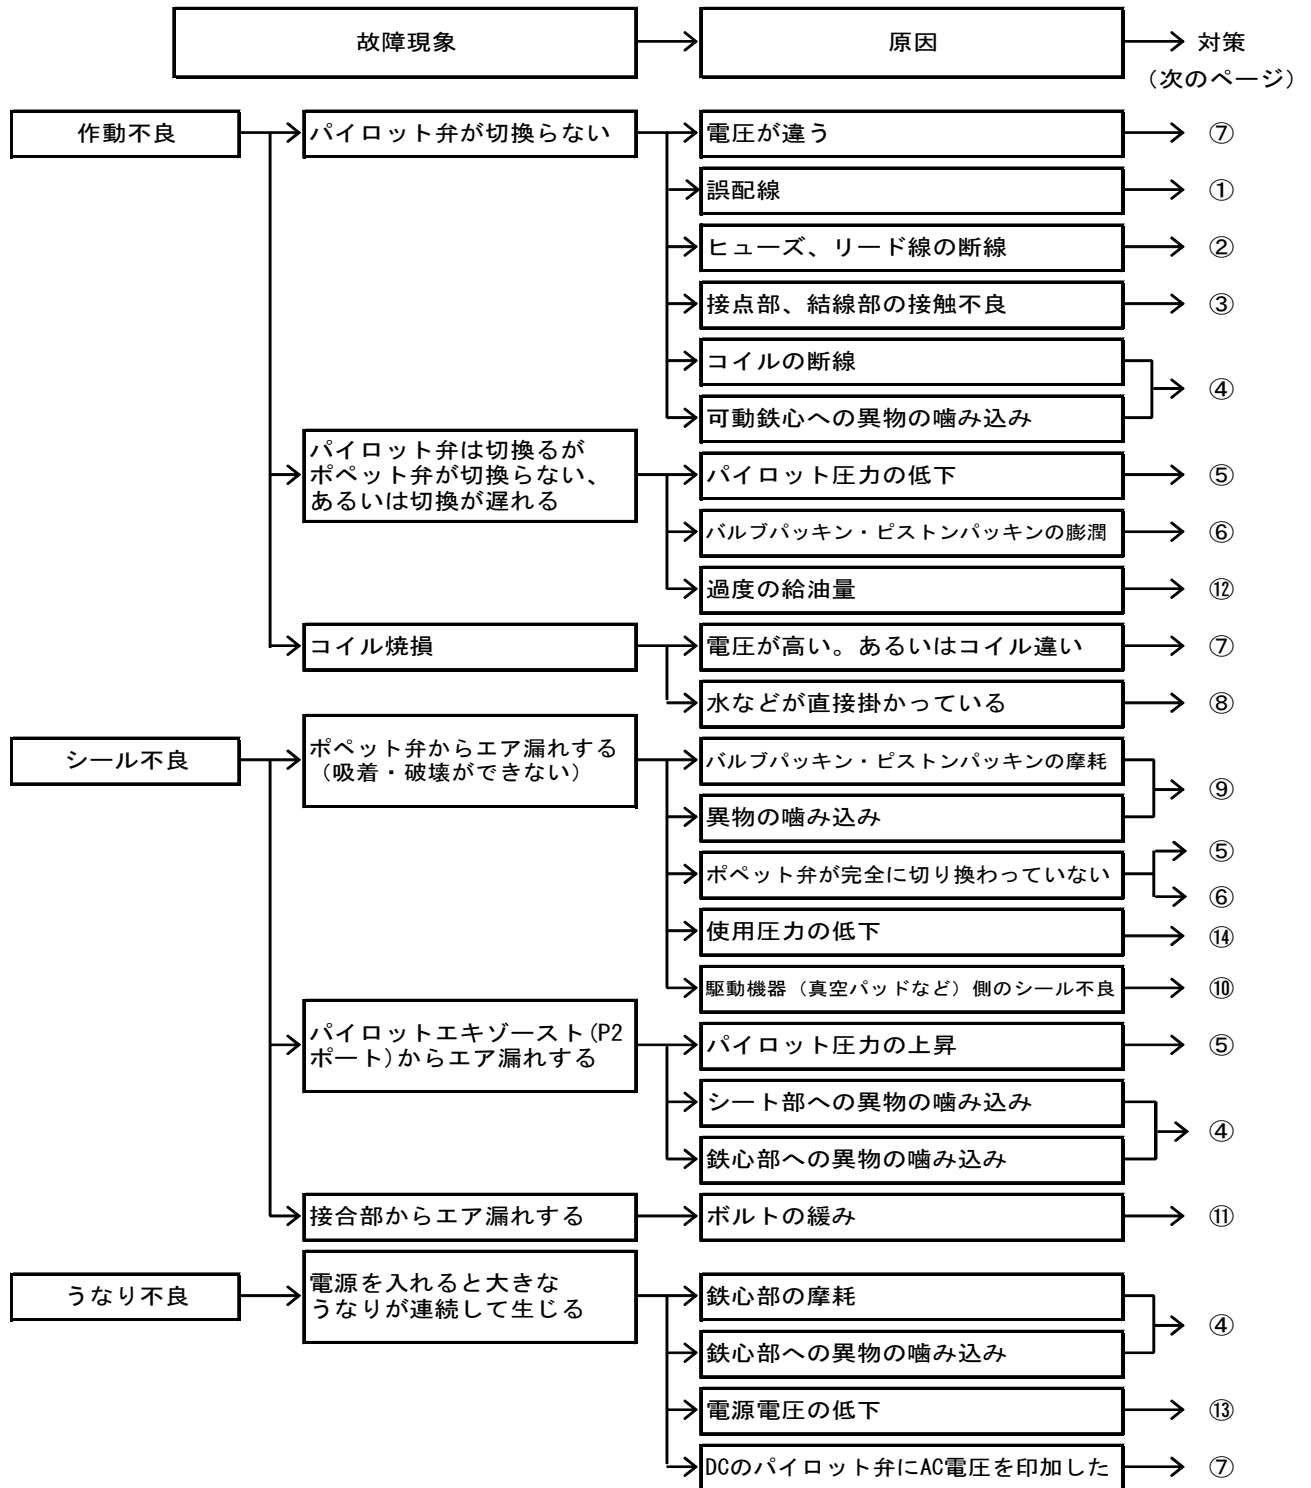 故障現象
原因
対策
（次のページ）
作動不良
パイロット弁が切換らない
電圧が違う
⑦
誤配線
①
ヒューズ、リード線の断線
②
接点部、結線部の接触不良
③
コイルの断線
④
可動鉄心への異物の噛み込み
パイロット弁は切換るが
ポペット弁が切換らない、
あるいは切換が遅れる
パイロット圧力の低下
⑤
バルブパッキン・ピストンパッキンの膨潤
⑥
過度の給油量
⑫
コイル焼損
電圧が高い。あるいはコイル違い
⑦
水などが直接掛かっている
⑧
シール不良
ポペット弁からエア漏れする
（吸着・破壊ができない）
バルブパッキン・ピストンパッキンの摩耗
⑨
異物の噛み込み
ポペット弁が完全に切り換わっていない
⑤
⑥
使用圧力の低下
⑭
駆動機器（真空パッドなど）側のシール不良
⑩
パイロットエキゾースト(P2
ポート)からエア漏れする
パイロット圧力の上昇
⑤
シート部への異物の噛み込み
④
鉄心部への異物の噛み込み
接合部からエア漏れする
ボルトの緩み
⑪
うなり不良
電源を入れると大きな
うなりが連続して生じる
鉄心部の摩耗
④
鉄心部への異物の噛み込み
電源電圧の低下
⑬
DCのパイロット弁にAC電圧を印加した
⑦